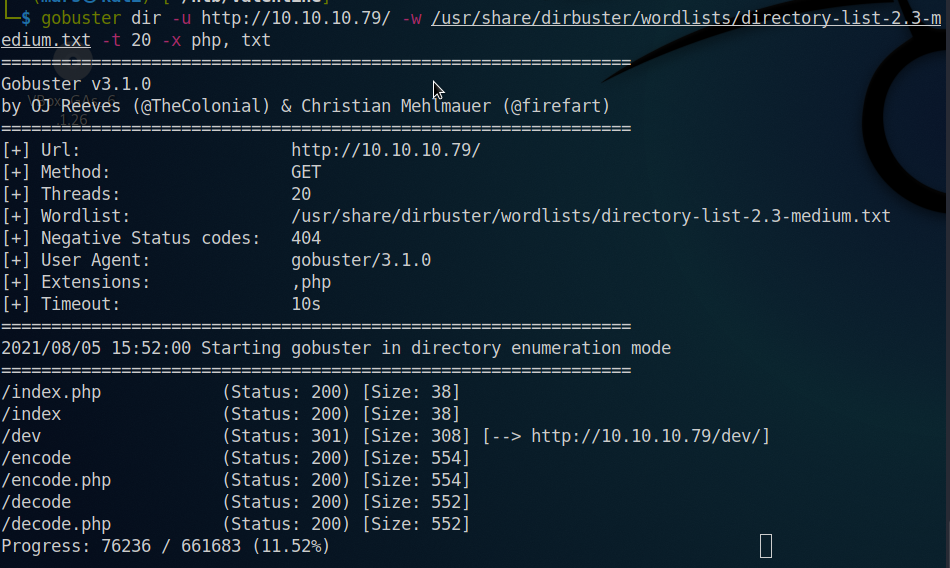 $ gobuster dir -u http://10.10.10.79/ -w /usr/share/dirbuster/wordlists/directory-list-2.3-m
edium.txt -t 20 -x php, txt
===============================================================
Gobuster v3.1.0
by OJ Reeves (@TheColonial) & Christian Mehlmauer (@firefart)
===============================================================
[+] Url:                     http://10.10.10.79/
[+] Method:                  GET
[+] Threads:                 20
[+] Wordlist:                /usr/share/dirbuster/wordlists/directory-list-2.3-medium.txt
[+] Negative Status codes:   404
[+] User Agent:              gobuster/3.1.0
[+] Extensions:              ,php
[+] Timeout:                 10s
===============================================================
2021/08/05 15:52:00 Starting gobuster in directory enumeration mode
===============================================================
/index.php            (Status: 200) [Size: 38]
/index                (Status: 200) [Size: 38]
/dev                  (Status: 301) [Size: 308] [--> http://10.10.10.79/dev/]
/encode               (Status: 200) [Size: 554]
/encode.php           (Status: 200) [Size: 554]
/decode               (Status: 200) [Size: 552]
/decode.php           (Status: 200) [Size: 552]
Progress: 76236 / 661683 (11.52%)